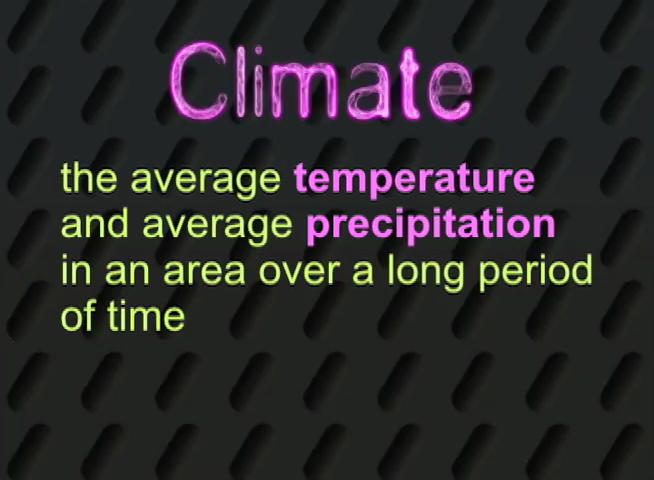 Climate
the average temperature
and average precipitation
in an area over a long period
of time